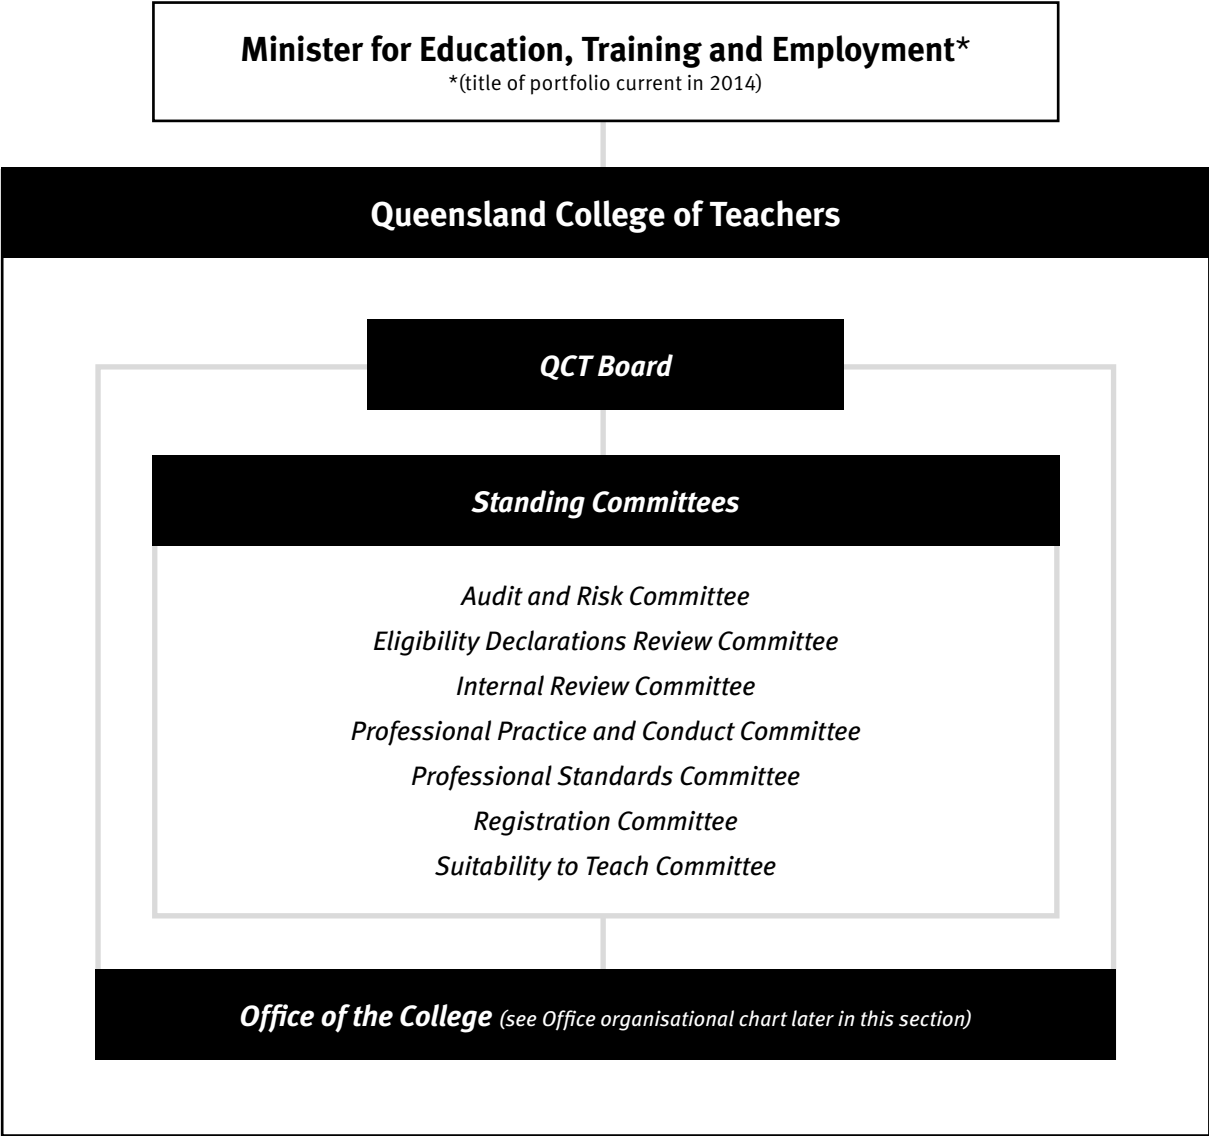 Minister for Education, Training and Employment*
*(title of portfolio current in 2014)
Queensland College of Teachers
QCT Board
Standing Committees
Audit and Risk Committee
Eligibility Declarations Review Committee
Internal Review Committee
Professional Practice and Conduct Committee
Professional Standards Committee
Registration Committee
Suitability to Teach Committee
Office of the College (see Office organisational chart later in this section)